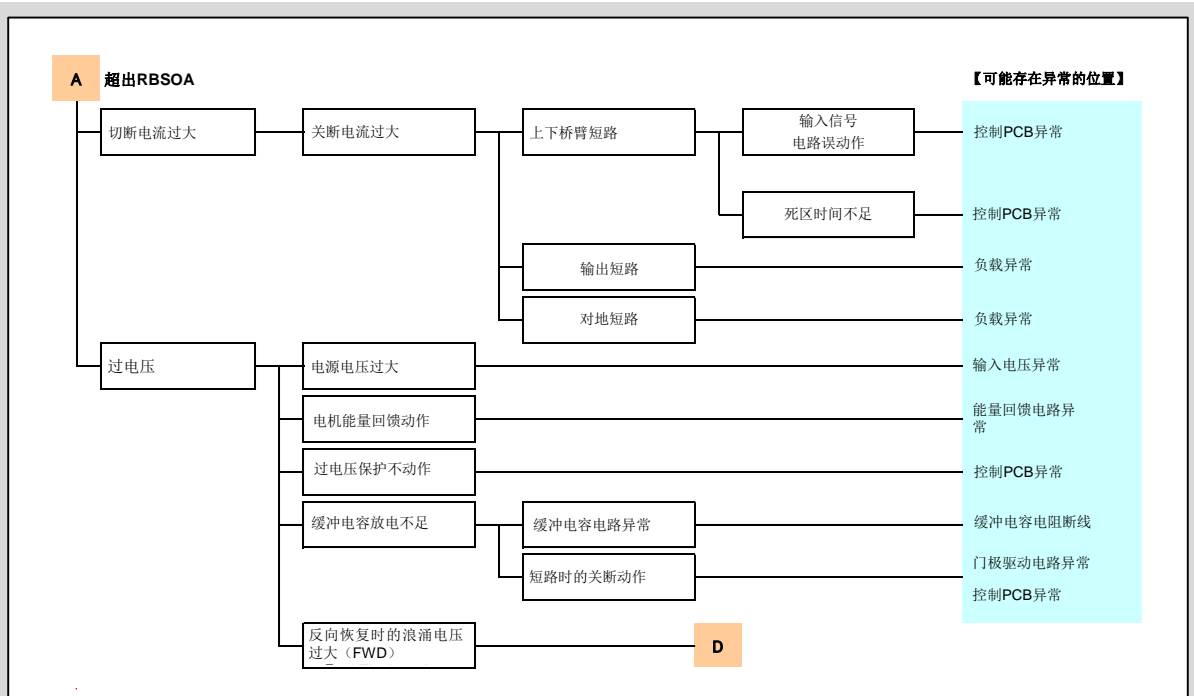 A 超出RBSOA
【可能存在异常的位置】
切断电流过大
关断电流过大
上下桥臂短路
输入信号
电路误动作
控制PCB异常
死区时间不足
控制PCB异常
输出短路
负载异常
对地短路
负载异常
过电压
电源电压过大
输入电压异常
电机能量回馈动作
能量回馈电路异
常
过电压保护不动作
控制PCB异常
缓冲电容放电不足
缓冲电容电路异常
缓冲电容电阻断线
短路时的关断动作
门极驱动电路异常
控制PCB异常
反向恢复时的浪涌电压
过大（FWD）
D